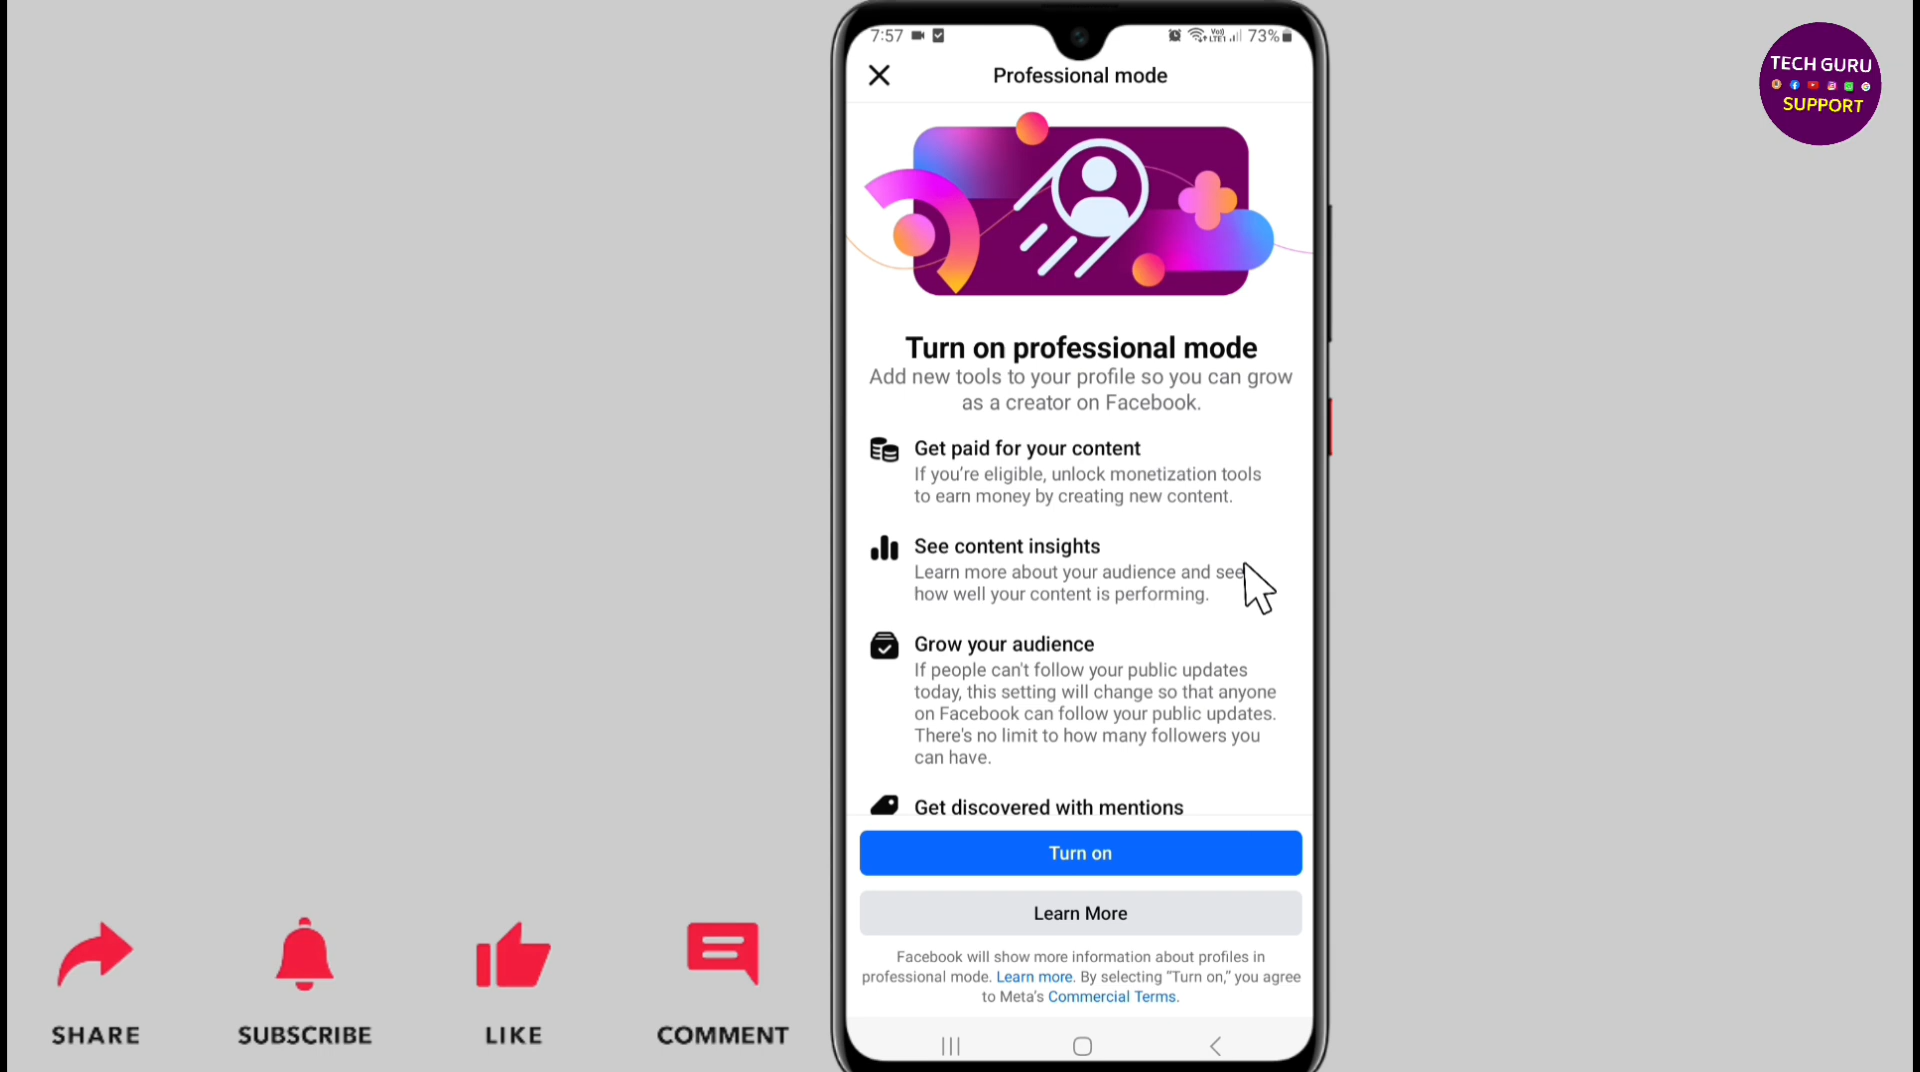 7:57
73%
TECH GURU
SUPPORT
Professional mode
Turn on professional mode
Add new tools to your profile so you can grow
as a creator on Facebook.
Get paid for your content
If you’re eligible, unlock monetization tools
to earn money by creating new content.
See content insights
Learn more about your audience and see
how well your content is performing.
Grow your audience
If people can't follow your public updates
today, this setting will change so that anyone
on Facebook can follow your public updates.
There's no limit to how many followers you
can have.
Get discovered with mentions
Turn on
Learn More
Facebook will show more information about profiles in
professional mode. Learn more. By selecting “Turn on,” you agree
to Meta’s Commercial Terms.
SHARE
SUBSCRIBE
LIKE
COMMENT